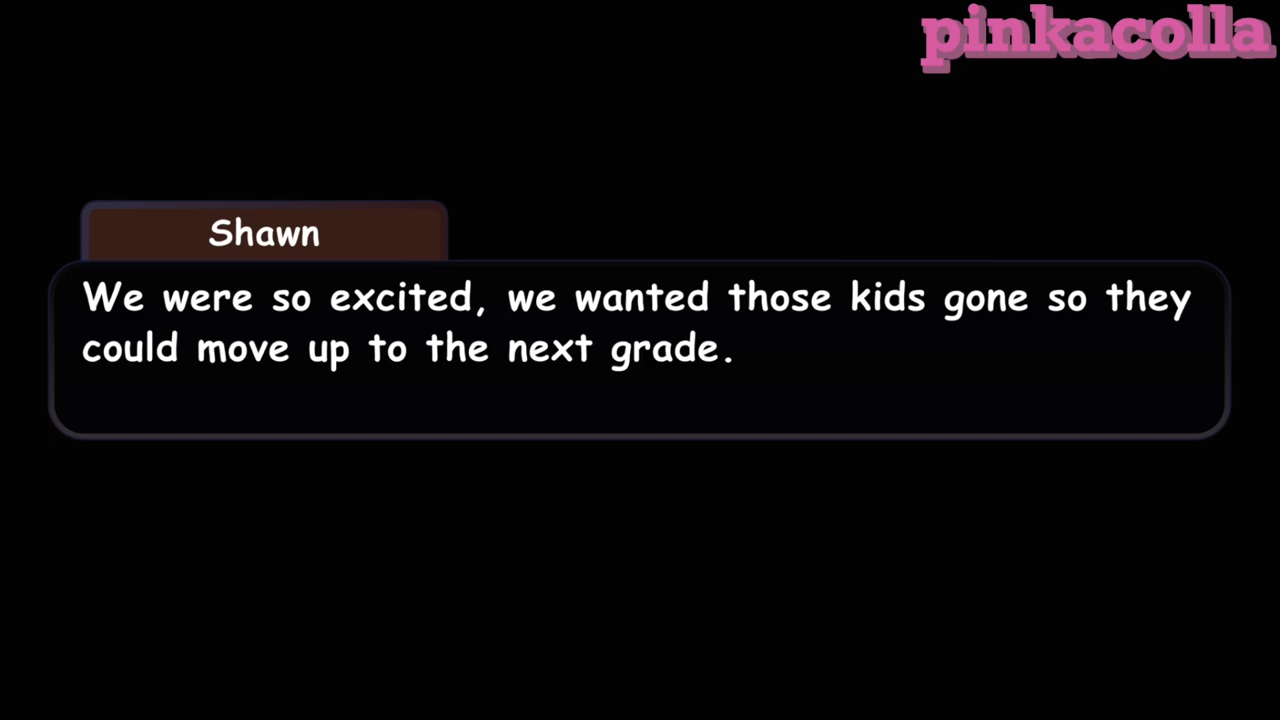 pinkacolla
Shawn
We were so excited, we wanted those kids gone so they
could move up to the next grade.